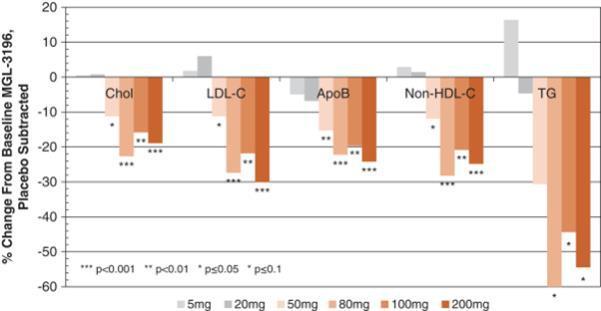 % Change From Baseline MGL-3196,
Placebo Subtracted
20
10
0
-10
-20
-30
-40
-50
-60
Chol LDL-C ApoB Non-HDL-C TG
* *** ** ***
* *** ** ***
** *** ** ***
* *** ** ***
* * *
*** p<0.001 ** p<0.01 * p≤0.05 * p≤0.1
5mg 20mg 50mg 80mg 100mg 200mg